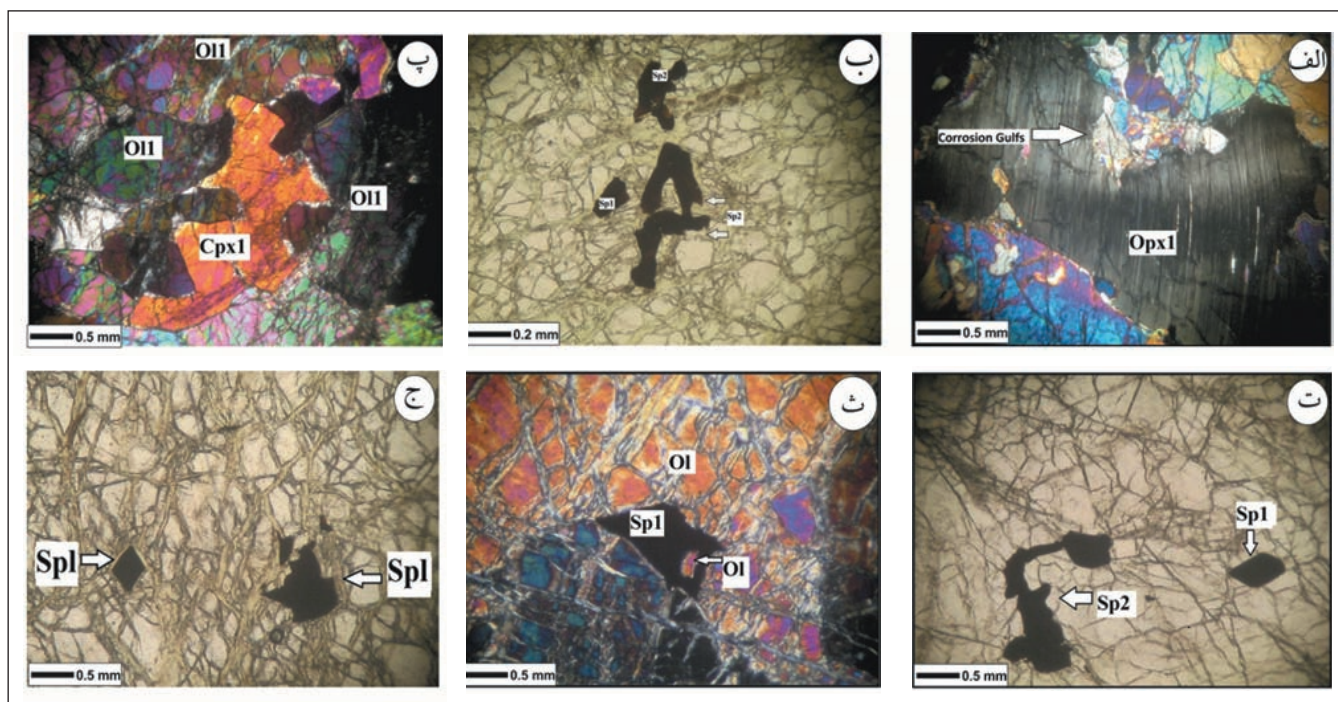 الف
Corrosion Gulfs
Opx1
0.5 mm
ب
Sp2
Sp1
Sp2
0.2 mm
پ
Ol1
Ol1
Ol1
Cpx1
0.5 mm
ت
Sp1
Sp2
0.5 mm
ث
Ol
Sp1
Ol
0.5 mm
ج
Spl
Spl
0.5 mm